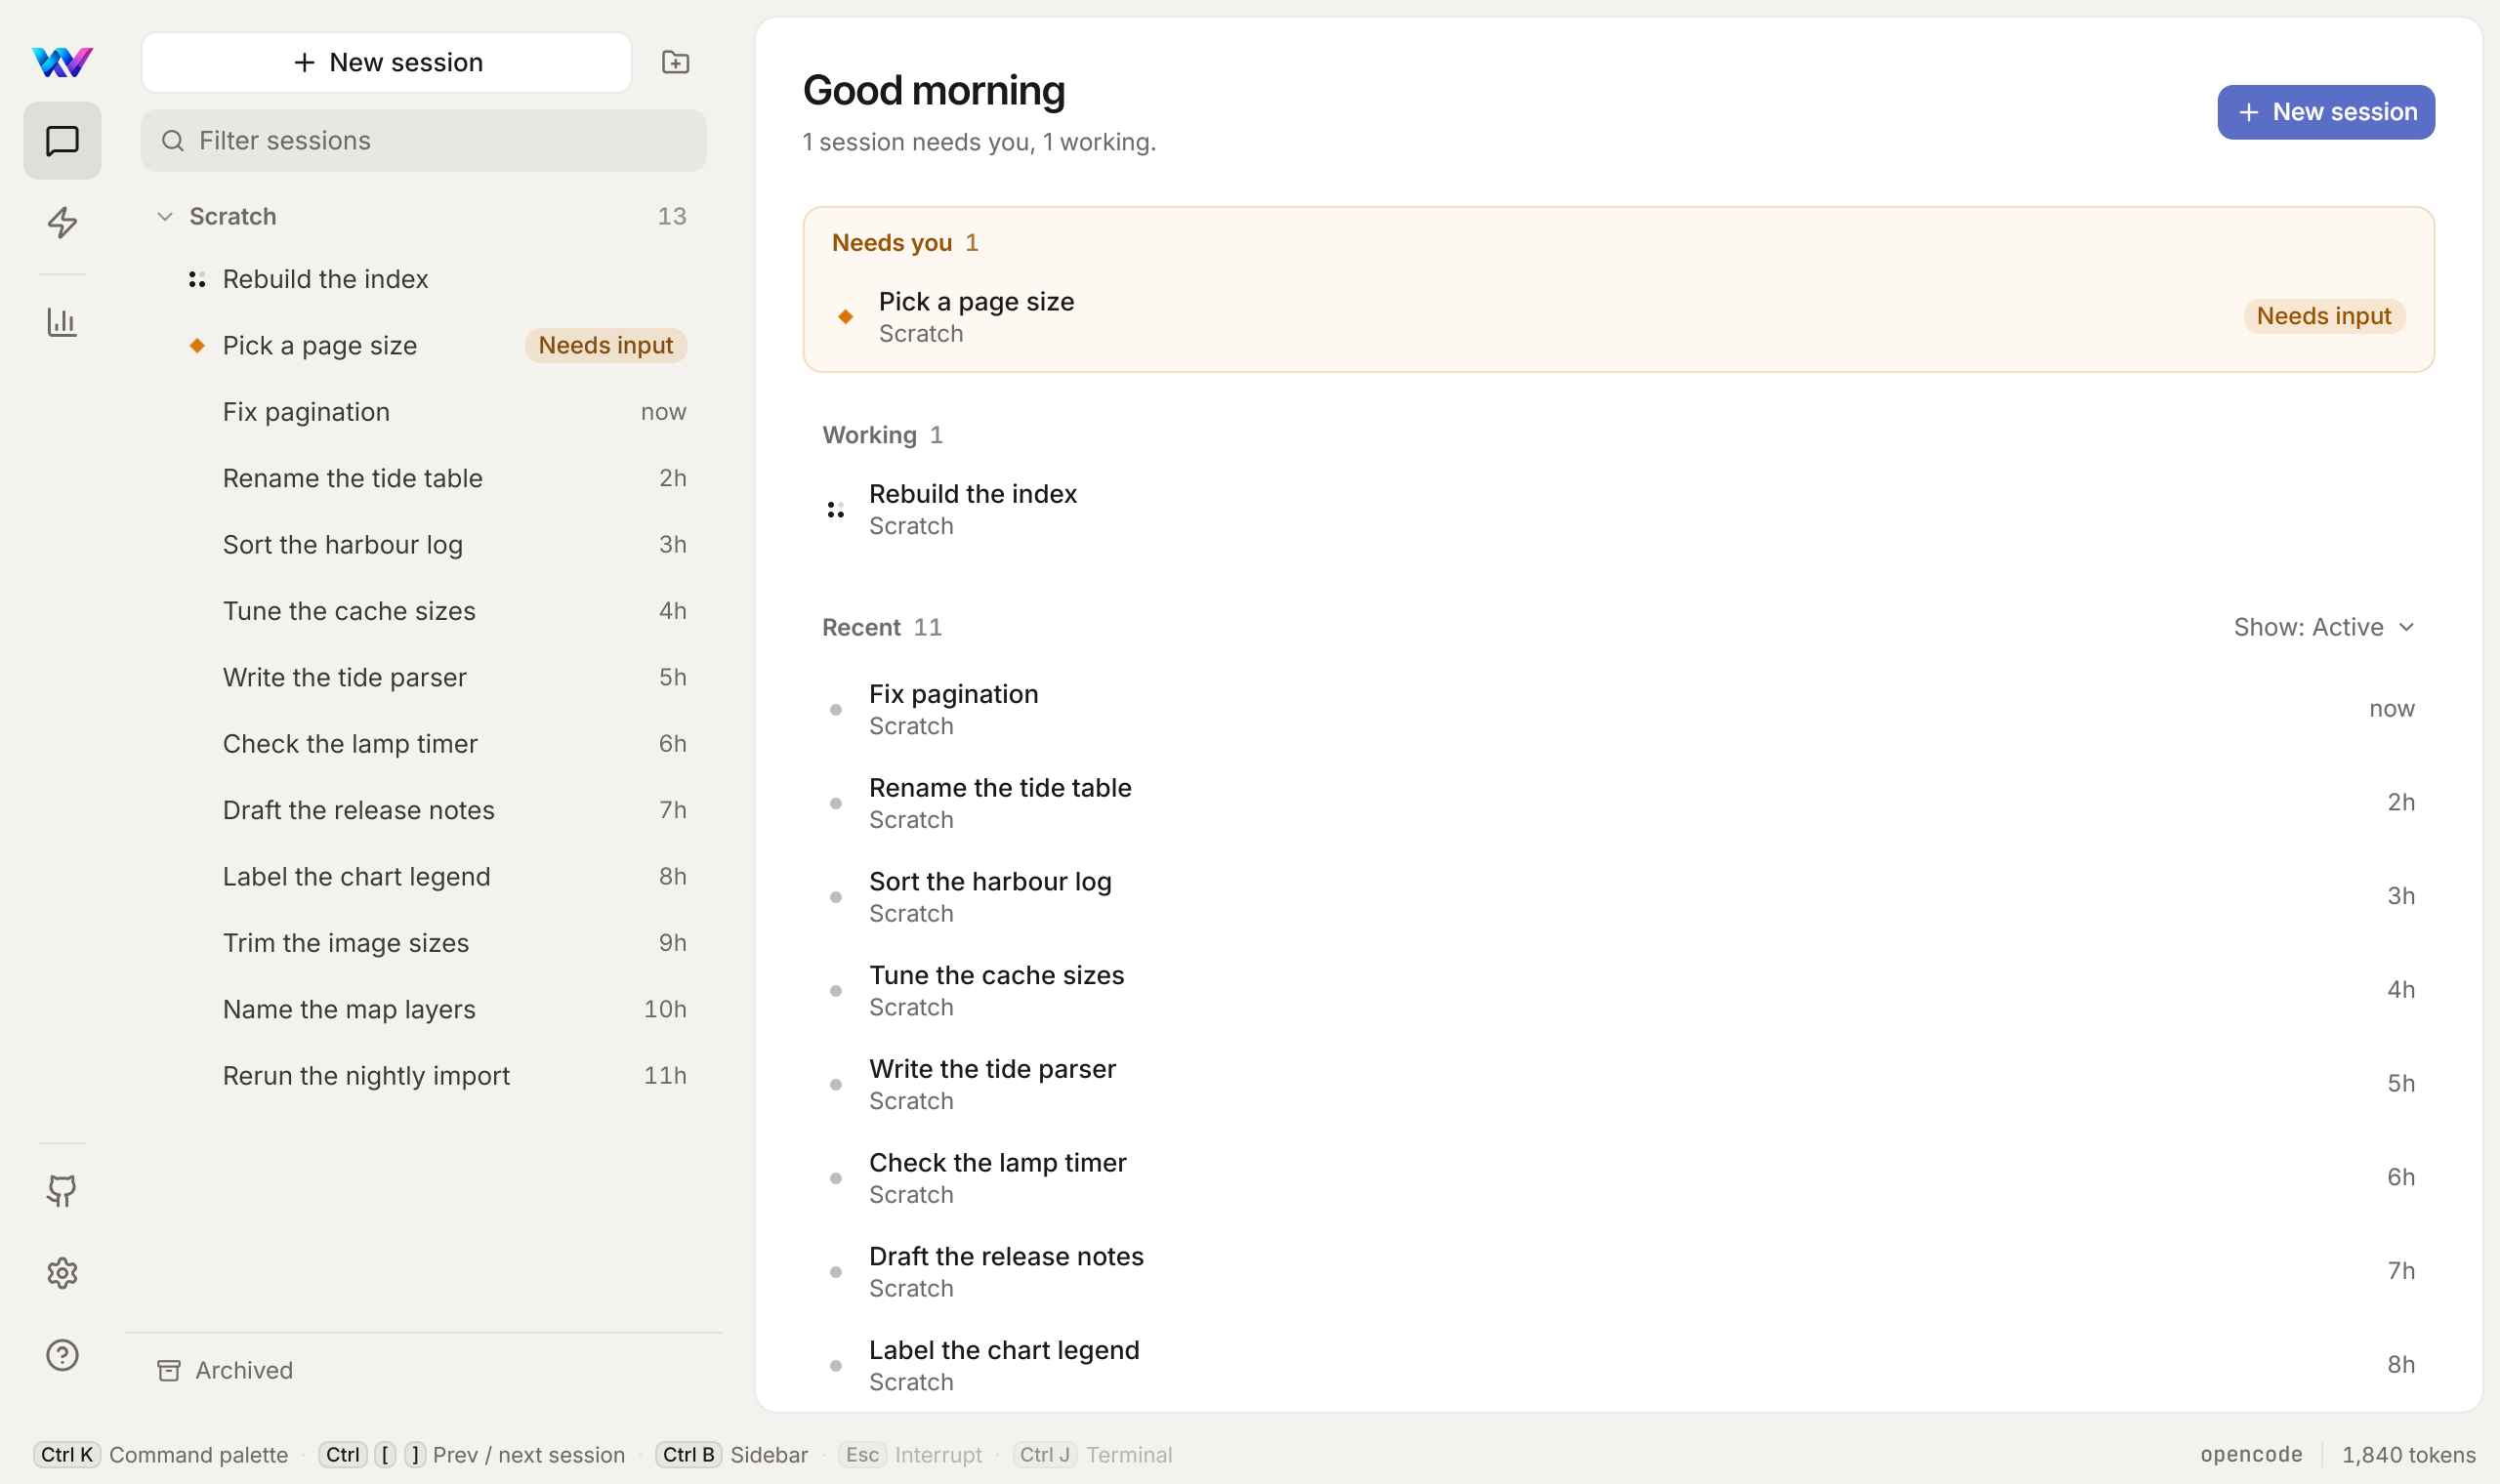 New session
Filter sessions
Scratch 13
Rebuild the index
Pick a page size Needs input
Fix pagination now
Rename the tide table 2h
Sort the harbour log 3h
Tune the cache sizes 4h
Write the tide parser 5h
Check the lamp timer 6h
Draft the release notes 7h
Label the chart legend 8h
Trim the image sizes 9h
Name the map layers 10h
Rerun the nightly import 11h
Archived
Good morning
1 session needs you, 1 working.
New session
Needs you 1
Pick a page size
Scratch
Needs input
Working 1
Rebuild the index
Scratch
Recent 11 Show: Active
Fix pagination
Scratch
now
Rename the tide table
Scratch
2h
Sort the harbour log
Scratch
3h
Tune the cache sizes
Scratch
4h
Write the tide parser
Scratch
5h
Check the lamp timer
Scratch
6h
Draft the release notes
Scratch
7h
Label the chart legend
Scratch
8h
Ctrl K Command palette · Ctrl [ ] Prev / next session · Ctrl B Sidebar · Esc Interrupt · Ctrl J Terminal opencode 1,840 tokens